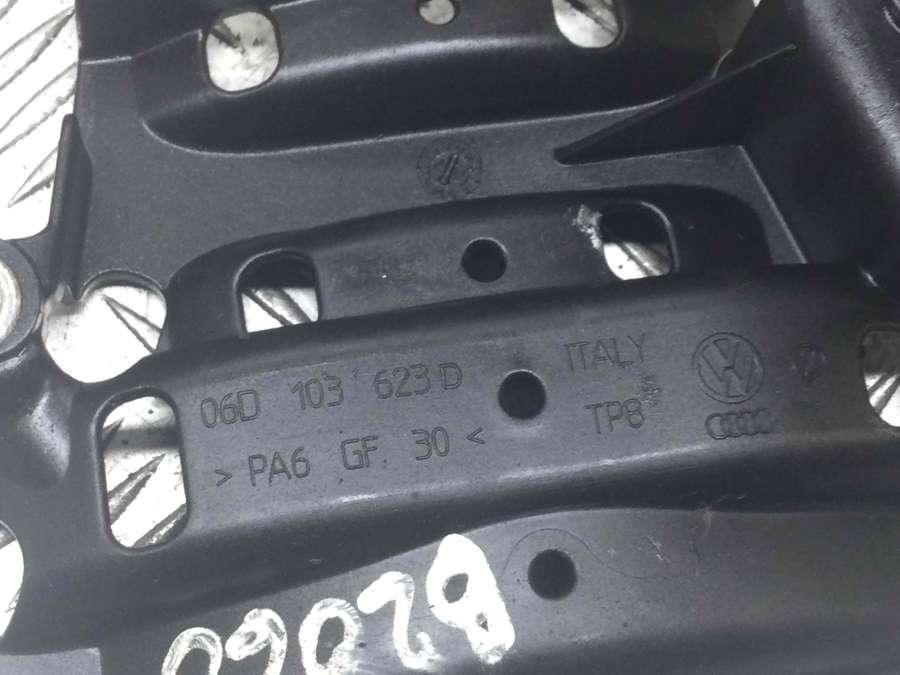 06D 103 623 D
ITALY
> PA6 GF 30 <
TP8